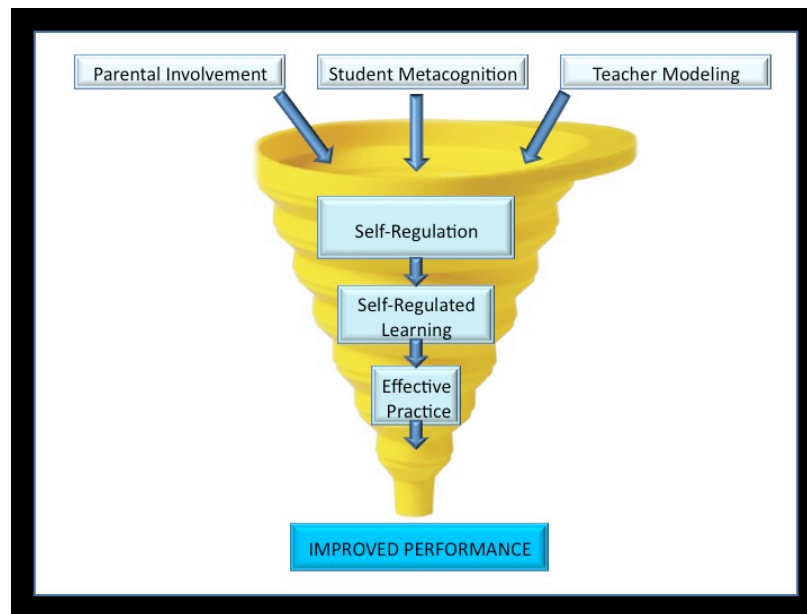 Parental Involvement
Student Metacognition
Teacher Modeling
Self-Regulation
Self-Regulated
Learning
Effective
Practice
IMPROVED PERFORMANCE